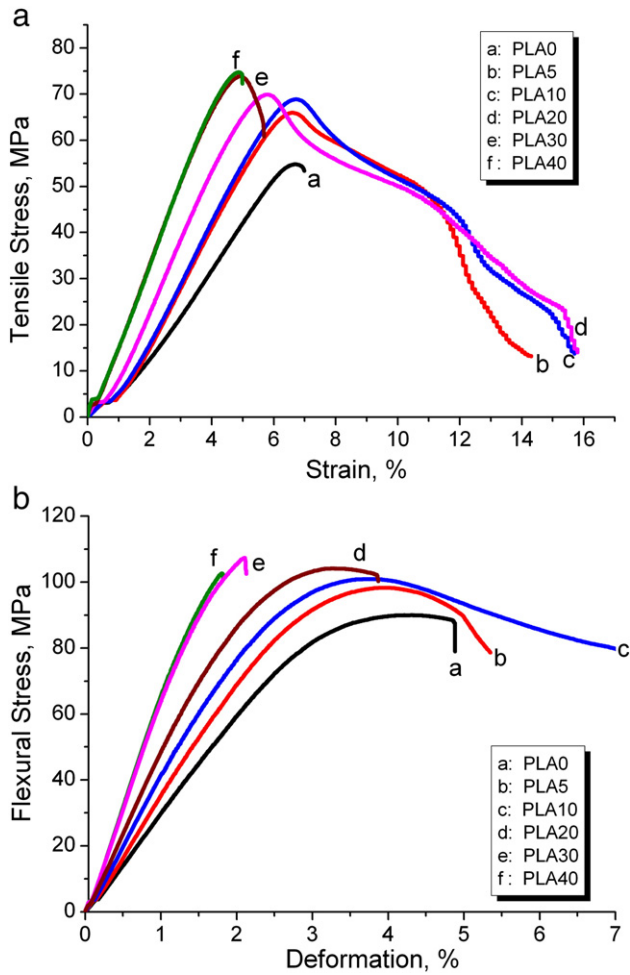 a
80
70
60
50
40
30
20
10
0
Tensile Stress, MPa
f
e
a
b
c
d
a: PLA0
b: PLA5
c: PLA10
d: PLA20
e: PLA30
f: PLA40
0 2 4 6 8 10 12 14 16
Strain, %
b
120
100
80
60
40
20
0
Flexural Stress, MPa
f
e
d
a
b
c
a: PLA0
b: PLA5
c: PLA10
d: PLA20
e: PLA30
f: PLA40
0 1 2 3 4 5 6 7
Deformation, %